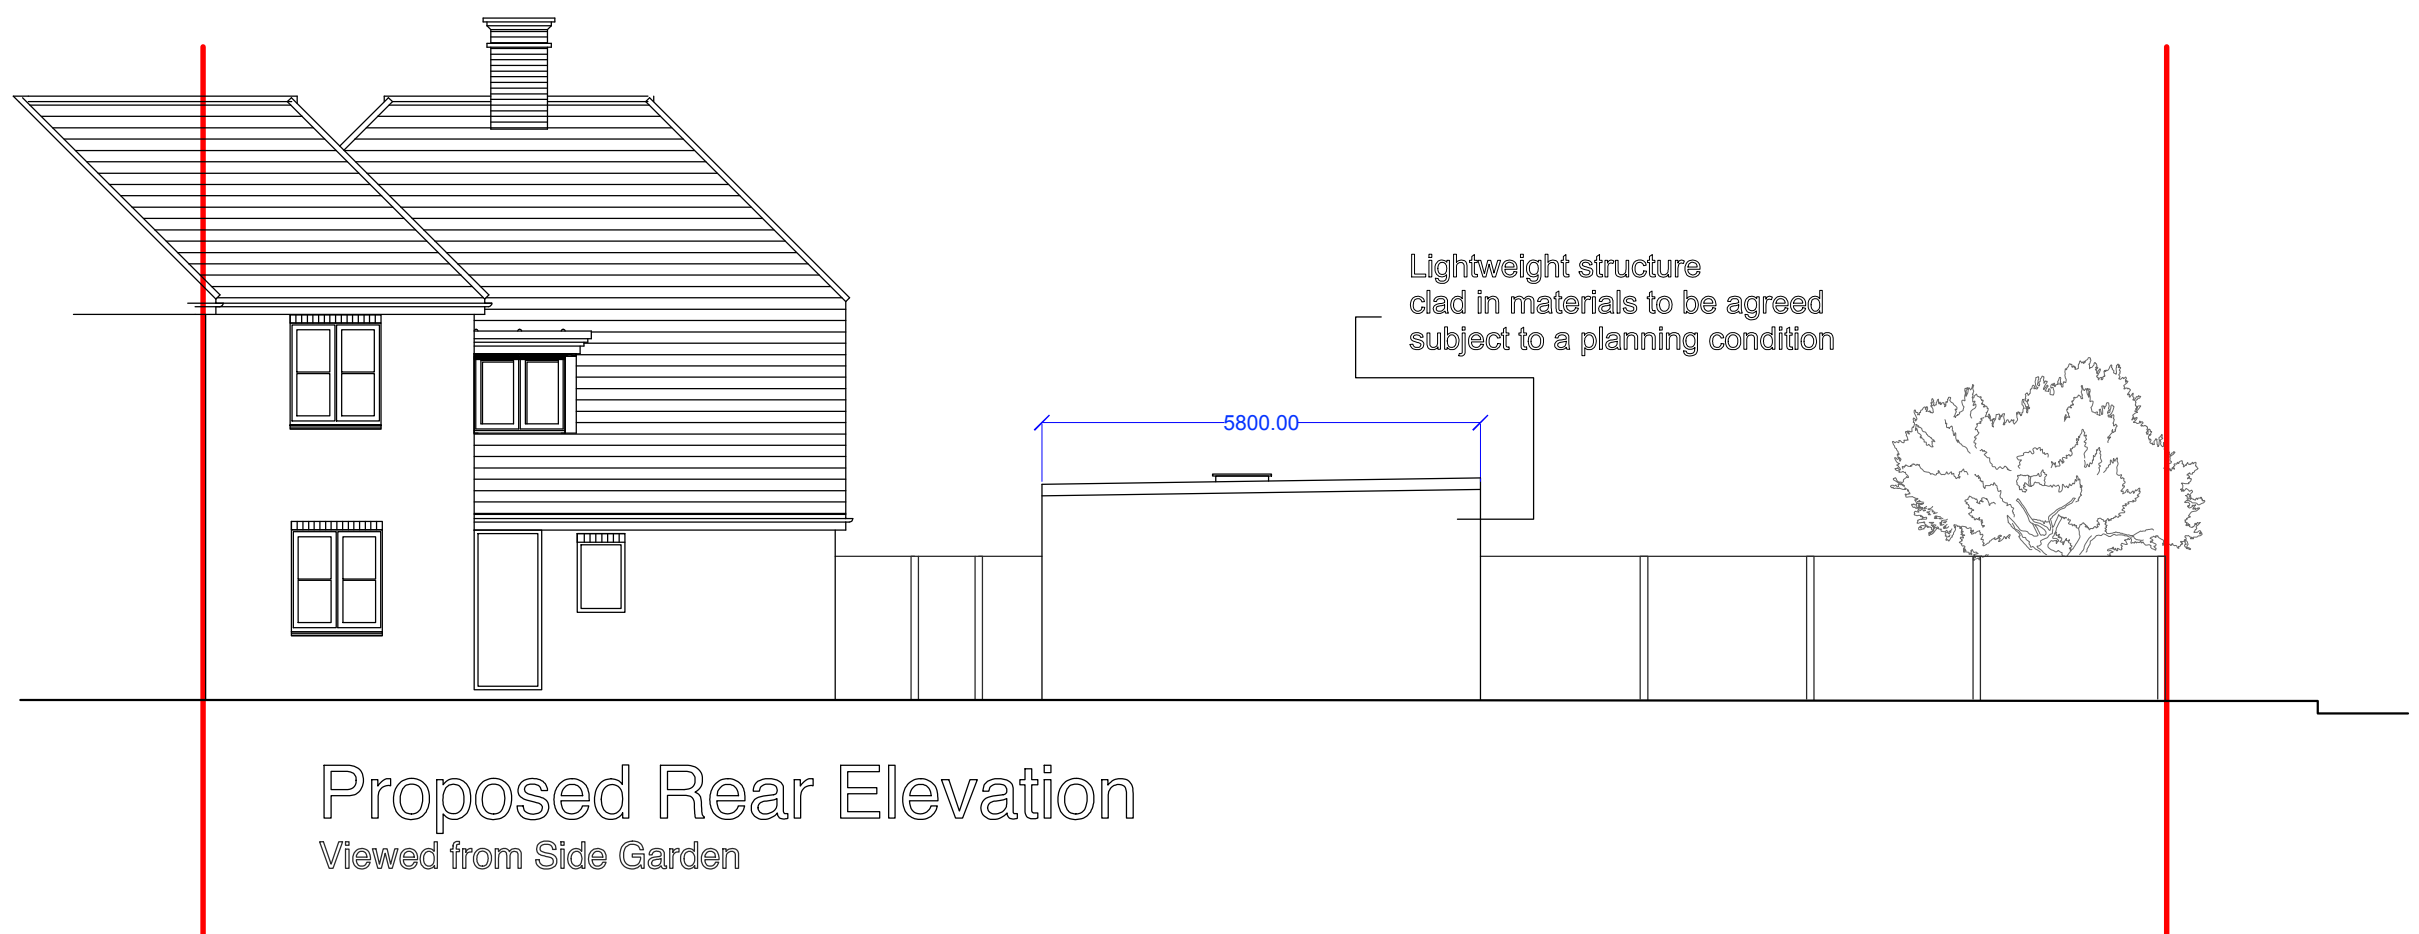 Lightweight structure
clad in materials to be agreed
subject to a planning condition
5800.00
Proposed Rear Elevation
Viewed from Side Garden